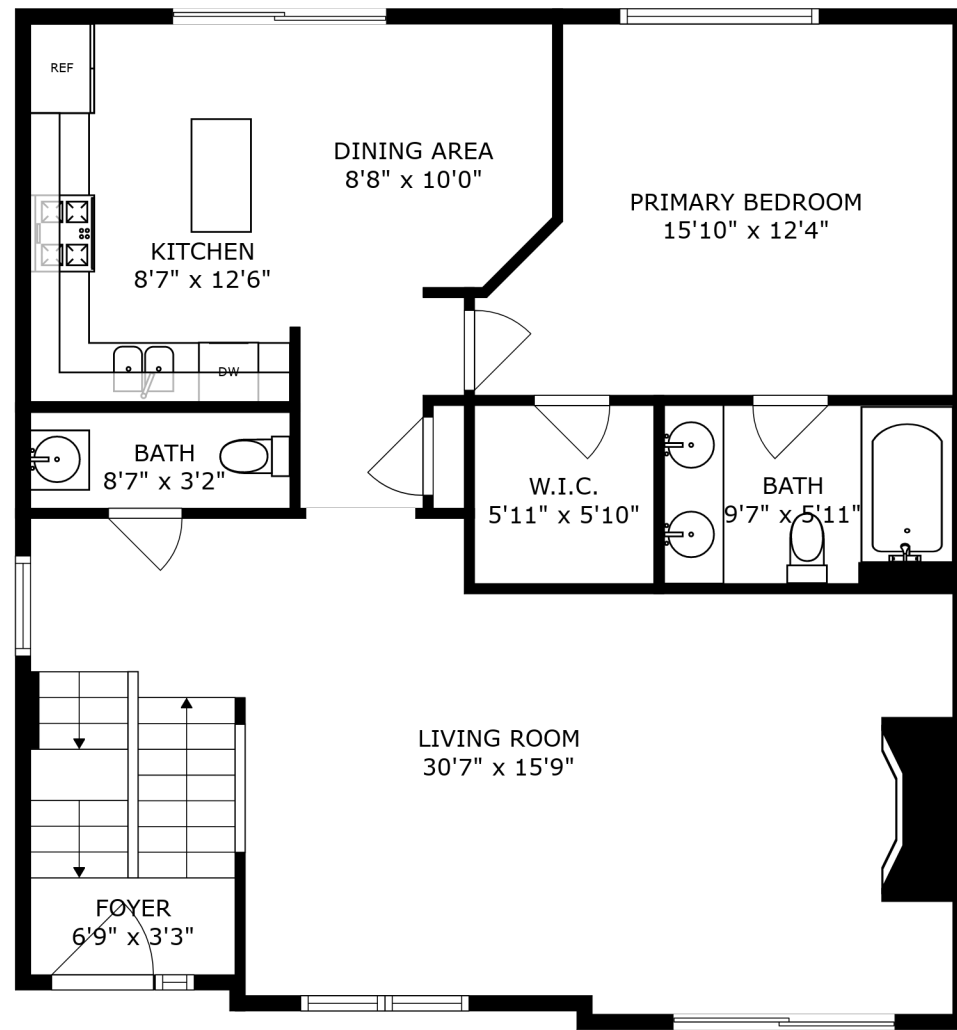 REF
DINING AREA
8'8" x 10'0"
PRIMARY BEDROOM
15'10" x 12'4"
KITCHEN
8'7" x 12'6"
DW
BATH
8'7" x 3'2"
W.I.C.
5'11" x 5'10"
BATH
9'7" x 5'11"
LIVING ROOM
30'7" x 15'9"
FOYER
6'9" x 3'3"